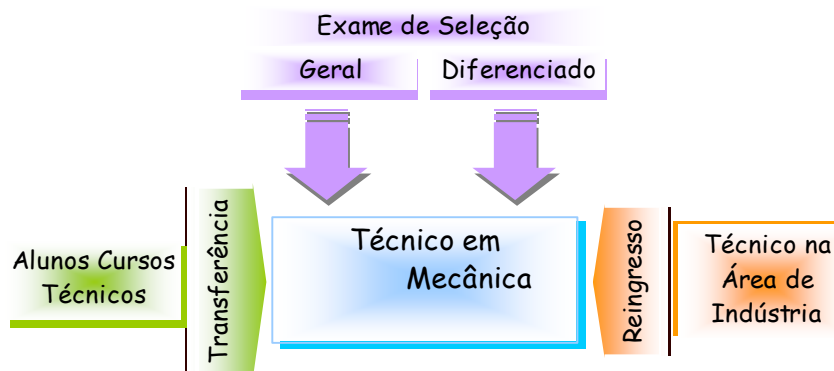 Exame de Seleção
Geral
Diferenciado
Alunos Cursos
Técnicos
Transferência
Técnico em
Mecânica
Reingresso
Técnico na
Área de
Indústria